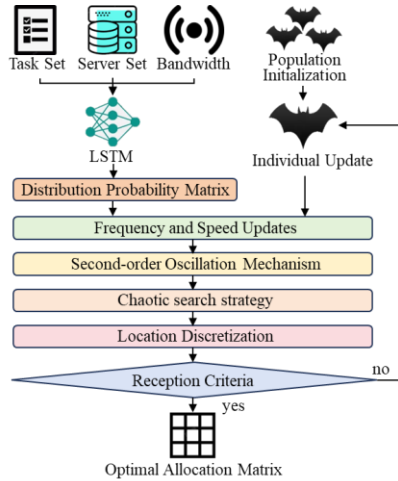 Task Set
Server Set
Bandwidth
Population
Initialization
LSTM
Individual Update
Distribution Probability Matrix
Frequency and Speed Updates
Second-order Oscillation Mechanism
Chaotic search strategy
Location Discretization
Reception Criteria
no
yes
Optimal Allocation Matrix